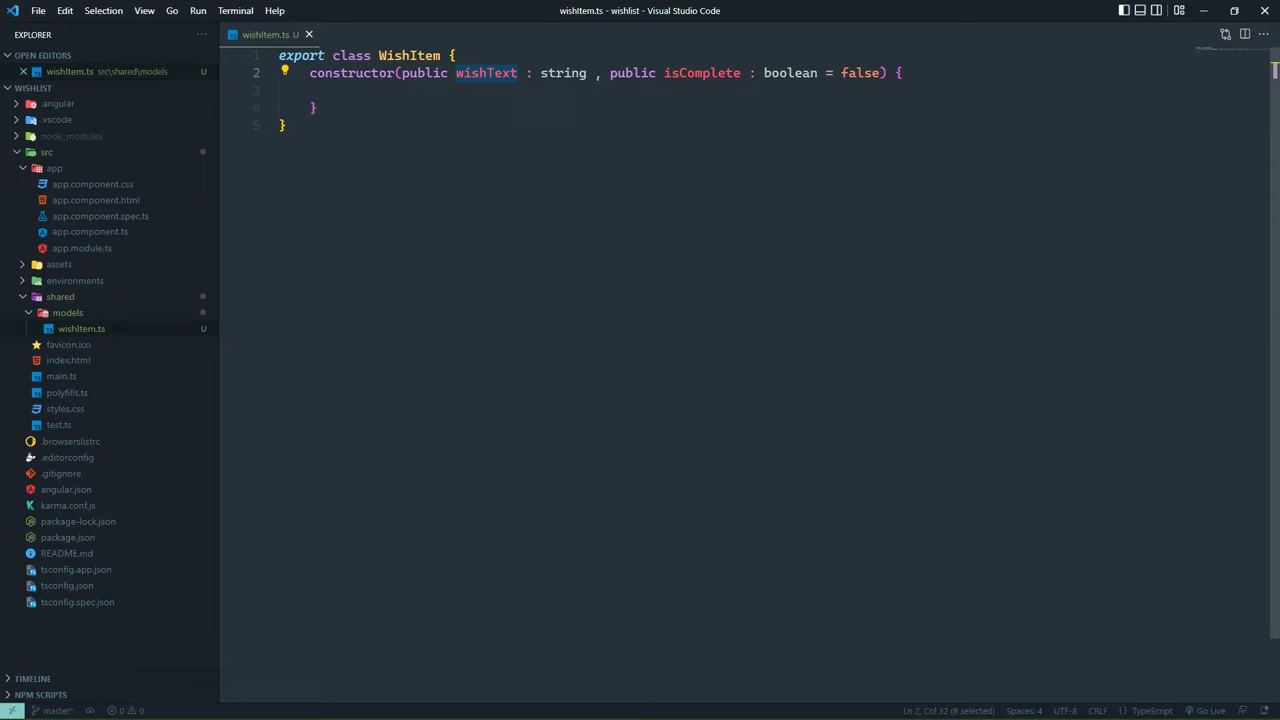 File Edit Selection View Go Run Terminal Help
wishItem.ts - wishlist - Visual Studio Code
EXPLORER
OPEN EDITORS
wishItem.ts src\shared\models U
WISHLIST
.angular
.vscode
node_modules
src
app
app.component.css
app.component.html
app.component.spec.ts
app.component.ts
app.module.ts
assets
environments
shared
models
wishItem.ts U
favicon.ico
index.html
main.ts
polyfills.ts
styles.css
test.ts
.browserslistrc
.editorconfig
.gitignore
angular.json
karma.conf.js
package-lock.json
package.json
README.md
tsconfig.app.json
tsconfig.json
tsconfig.spec.json
TIMELINE
NPM SCRIPTS
wishItem.ts U
1 export class WishItem {
2 constructor(public wishText : string , public isComplete : boolean = false) {
3
4 }
5 }
master* 0 0 Ln 2, Col 32 (8 selected) Spaces: 4 UTF-8 CRLF {} TypeScript Go Live